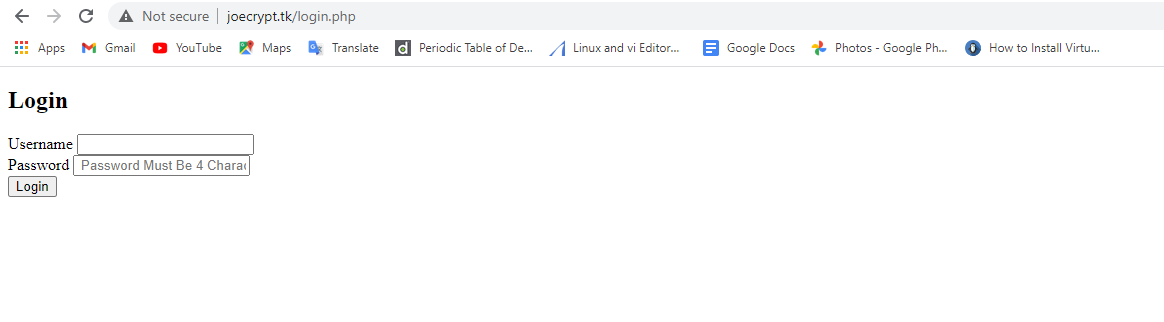 Not secure | joecrypt.tk/login.php
Apps Gmail YouTube Maps Translate Periodic Table of De... Linux and vi Editor... Google Docs Photos - Google Ph... How to Install Virtu...
Login
Username
Password Password Must Be 4 Charac
Login